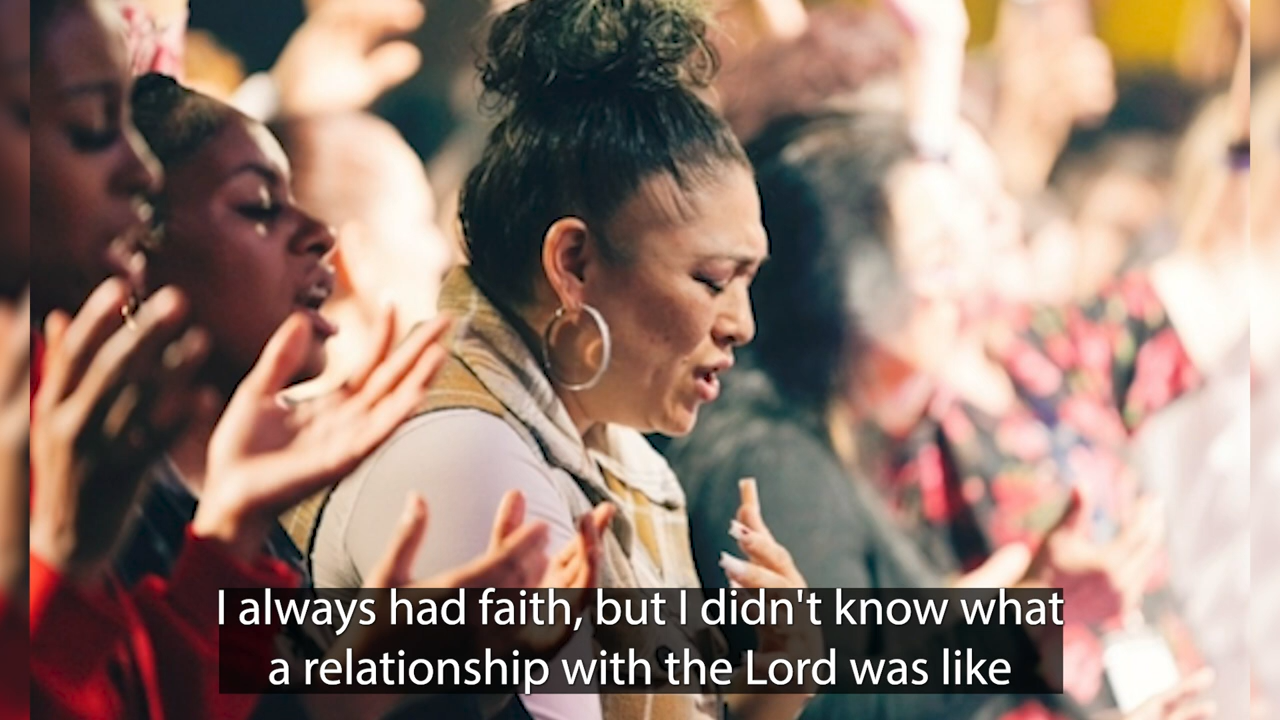 I always had faith, but I didn't know what
a relationship with the Lord was like